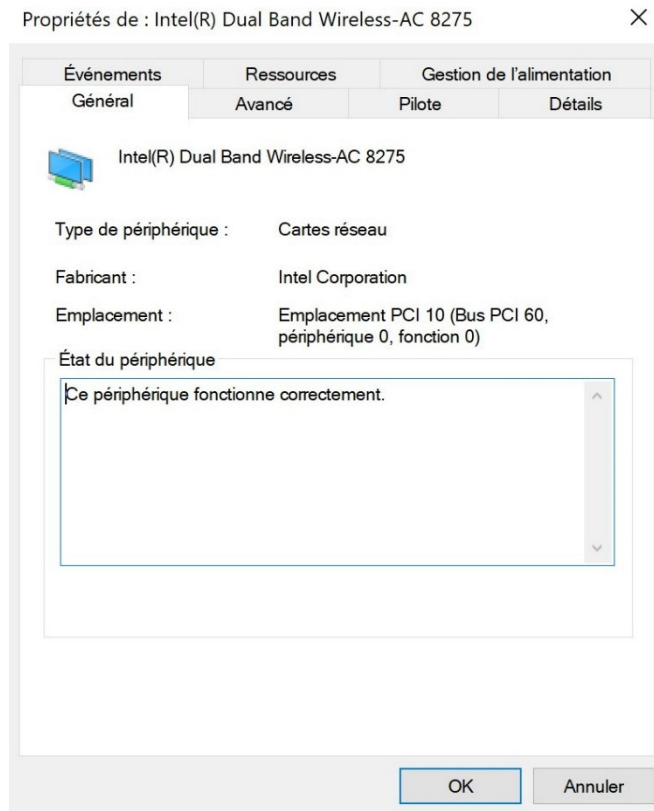 Propriétés de : Intel(R) Dual Band Wireless-AC 8275
Événements
Ressources
Gestion de l'alimentation
Général
Avancé
Pilote
Détails
Intel(R) Dual Band Wireless-AC 8275
Type de périphérique :
Cartes réseau
Fabricant :
Intel Corporation
Emplacement :
Emplacement PCI 10 (Bus PCI 60,
périphérique 0, fonction 0)
État du périphérique
Ce périphérique fonctionne correctement.
OK
Annuler